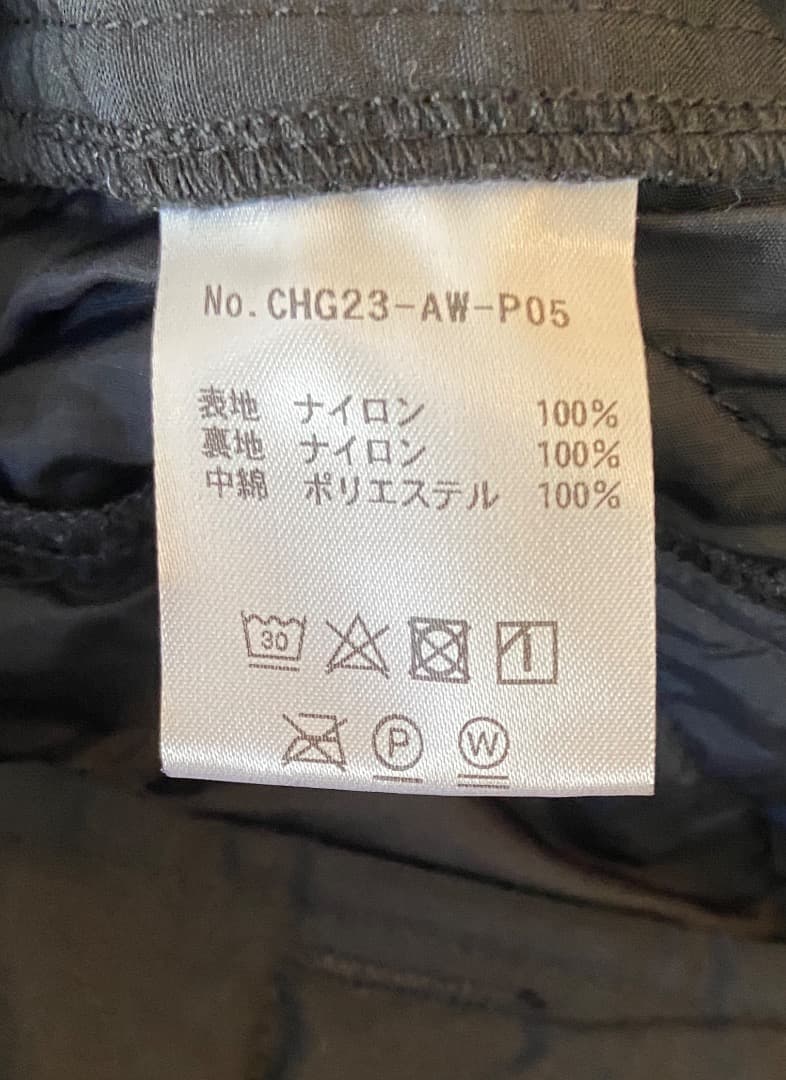 No.CHG23-AW-P05
表地 ナイロン 100%
裏地 ナイロン 100%
中綿 ポリエステル 100%
30
P W